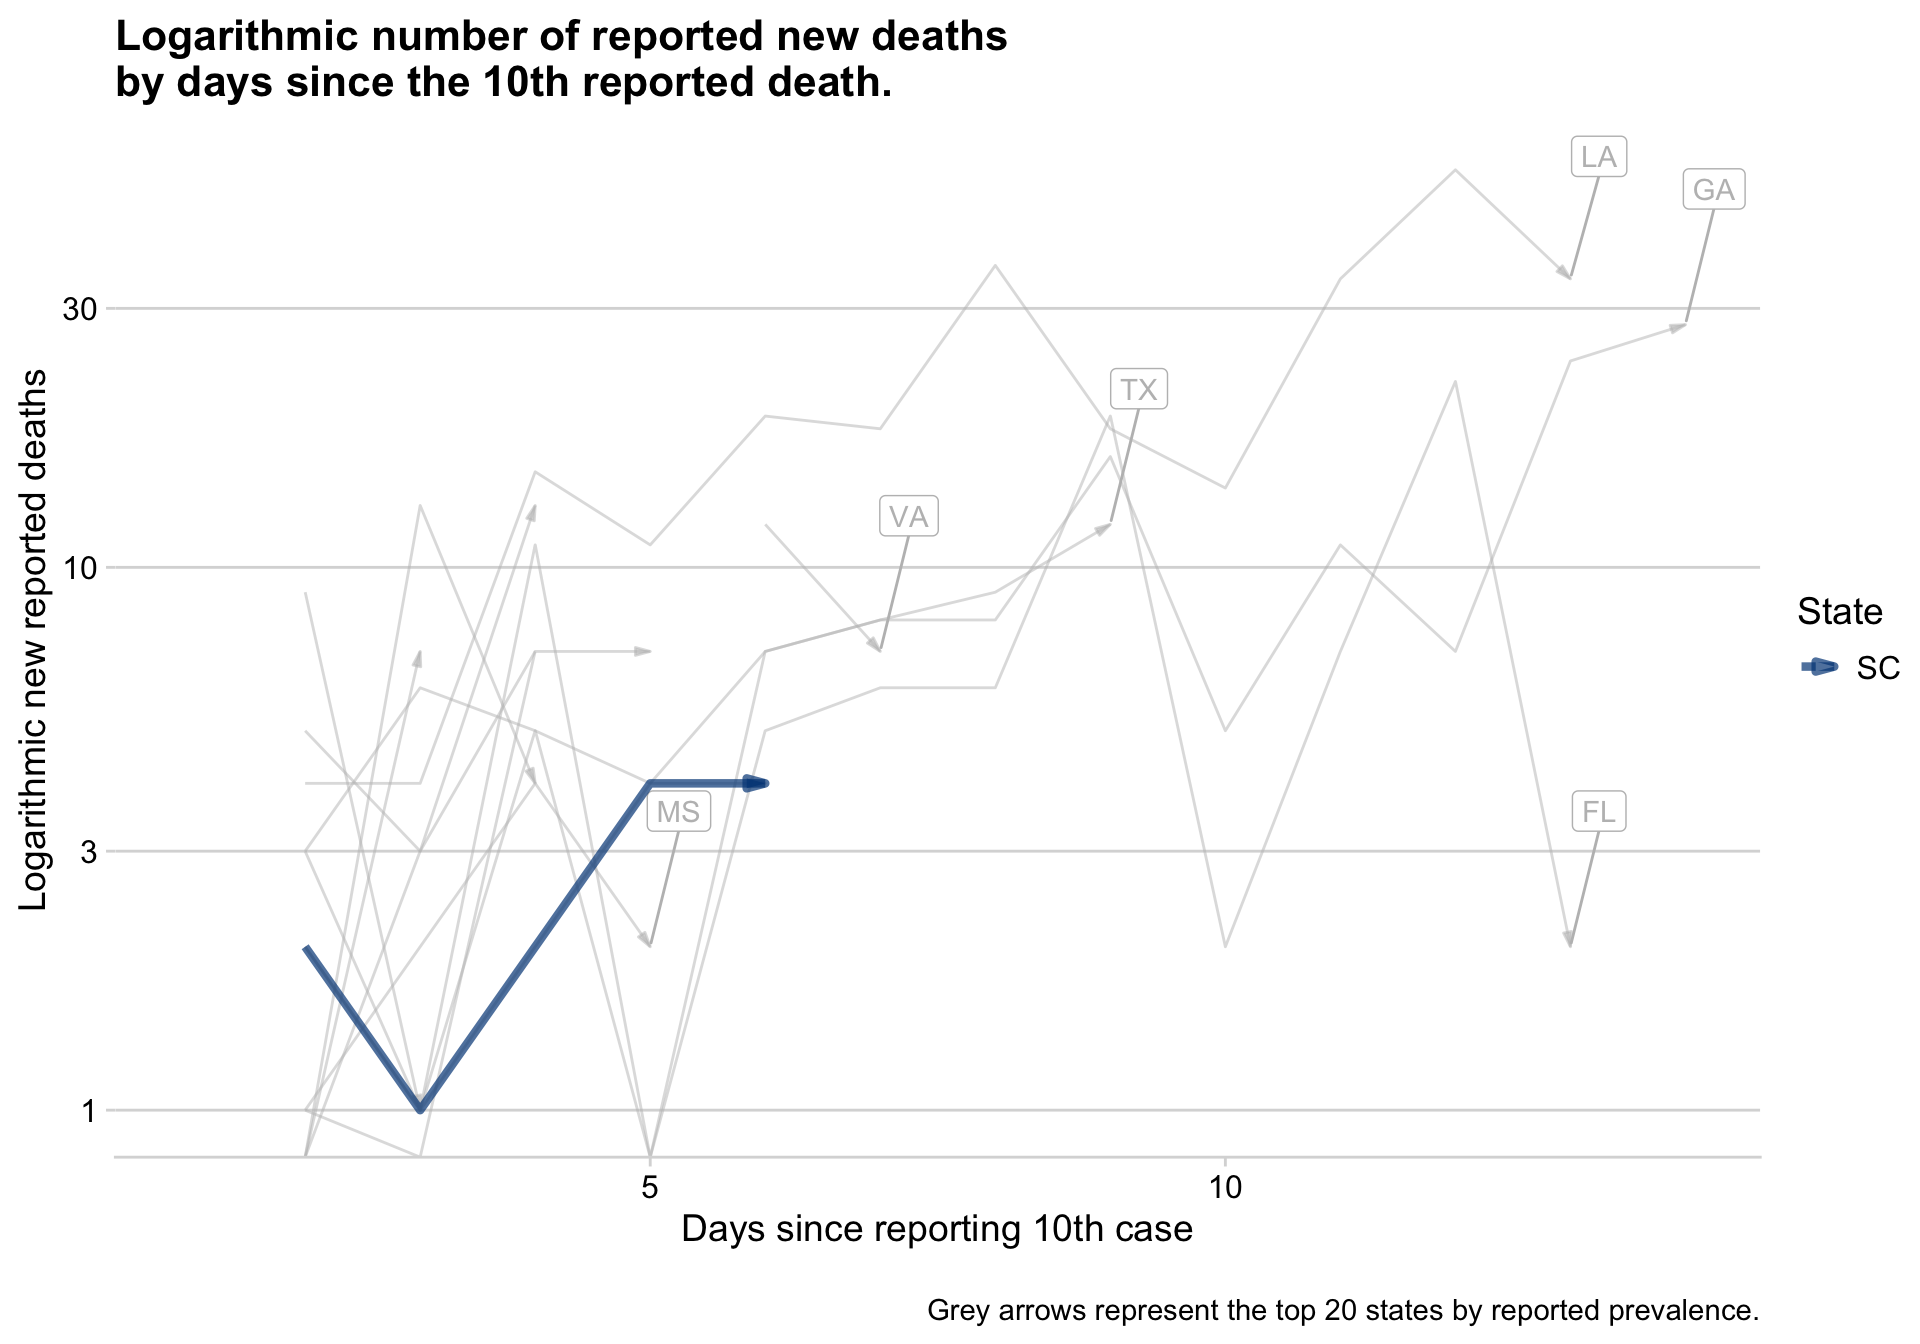 Logarithmic number of reported new deaths
by days since the 10th reported death.
LA
GA
30
TX
VA
10
MS
FL
3
1
Logarithmic new reported deaths
State
SC
5
10
Days since reporting 10th case
Grey arrows represent the top 20 states by reported prevalence.